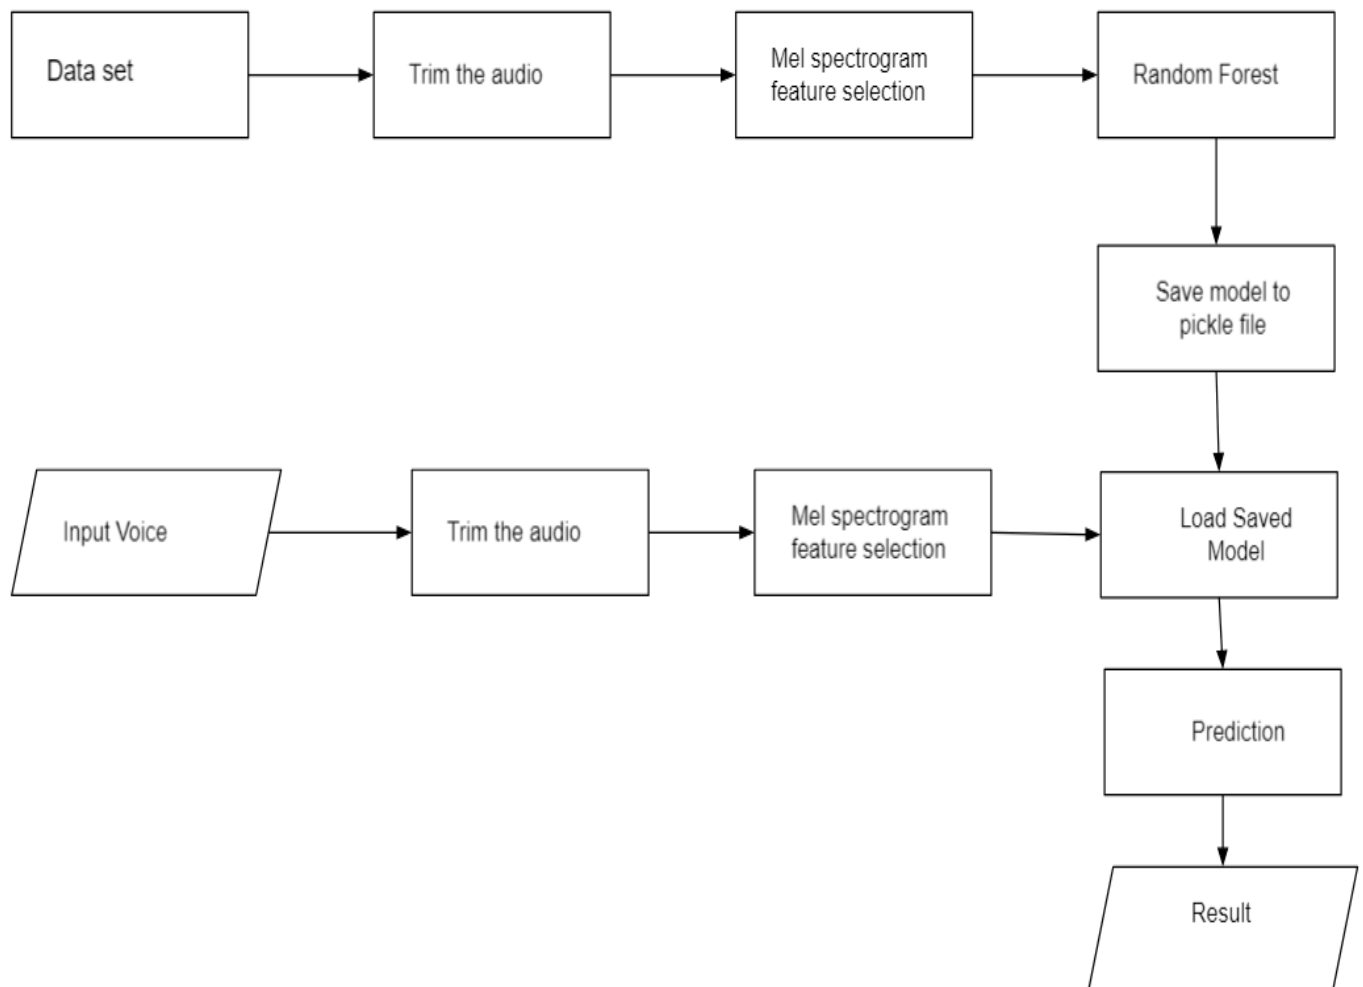 Data set
Trim the audio
Mel spectrogram
feature selection
Random Forest
Save model to
pickle file
Input Voice
Trim the audio
Mel spectrogram
feature selection
Load Saved
Model
Prediction
Result